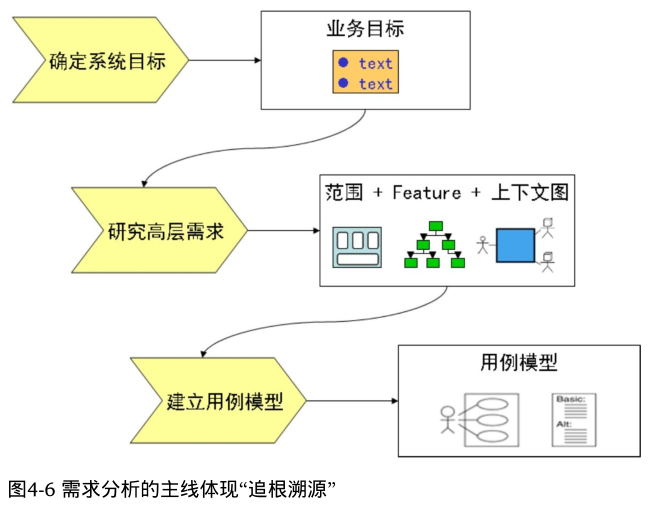 确定系统目标
业务目标
text
text
研究高层需求
范围 + Feature + 上下文图
建立用例模型
用例模型
Basic:
Alt:
图4-6 需求分析的主线体现“追根溯源”